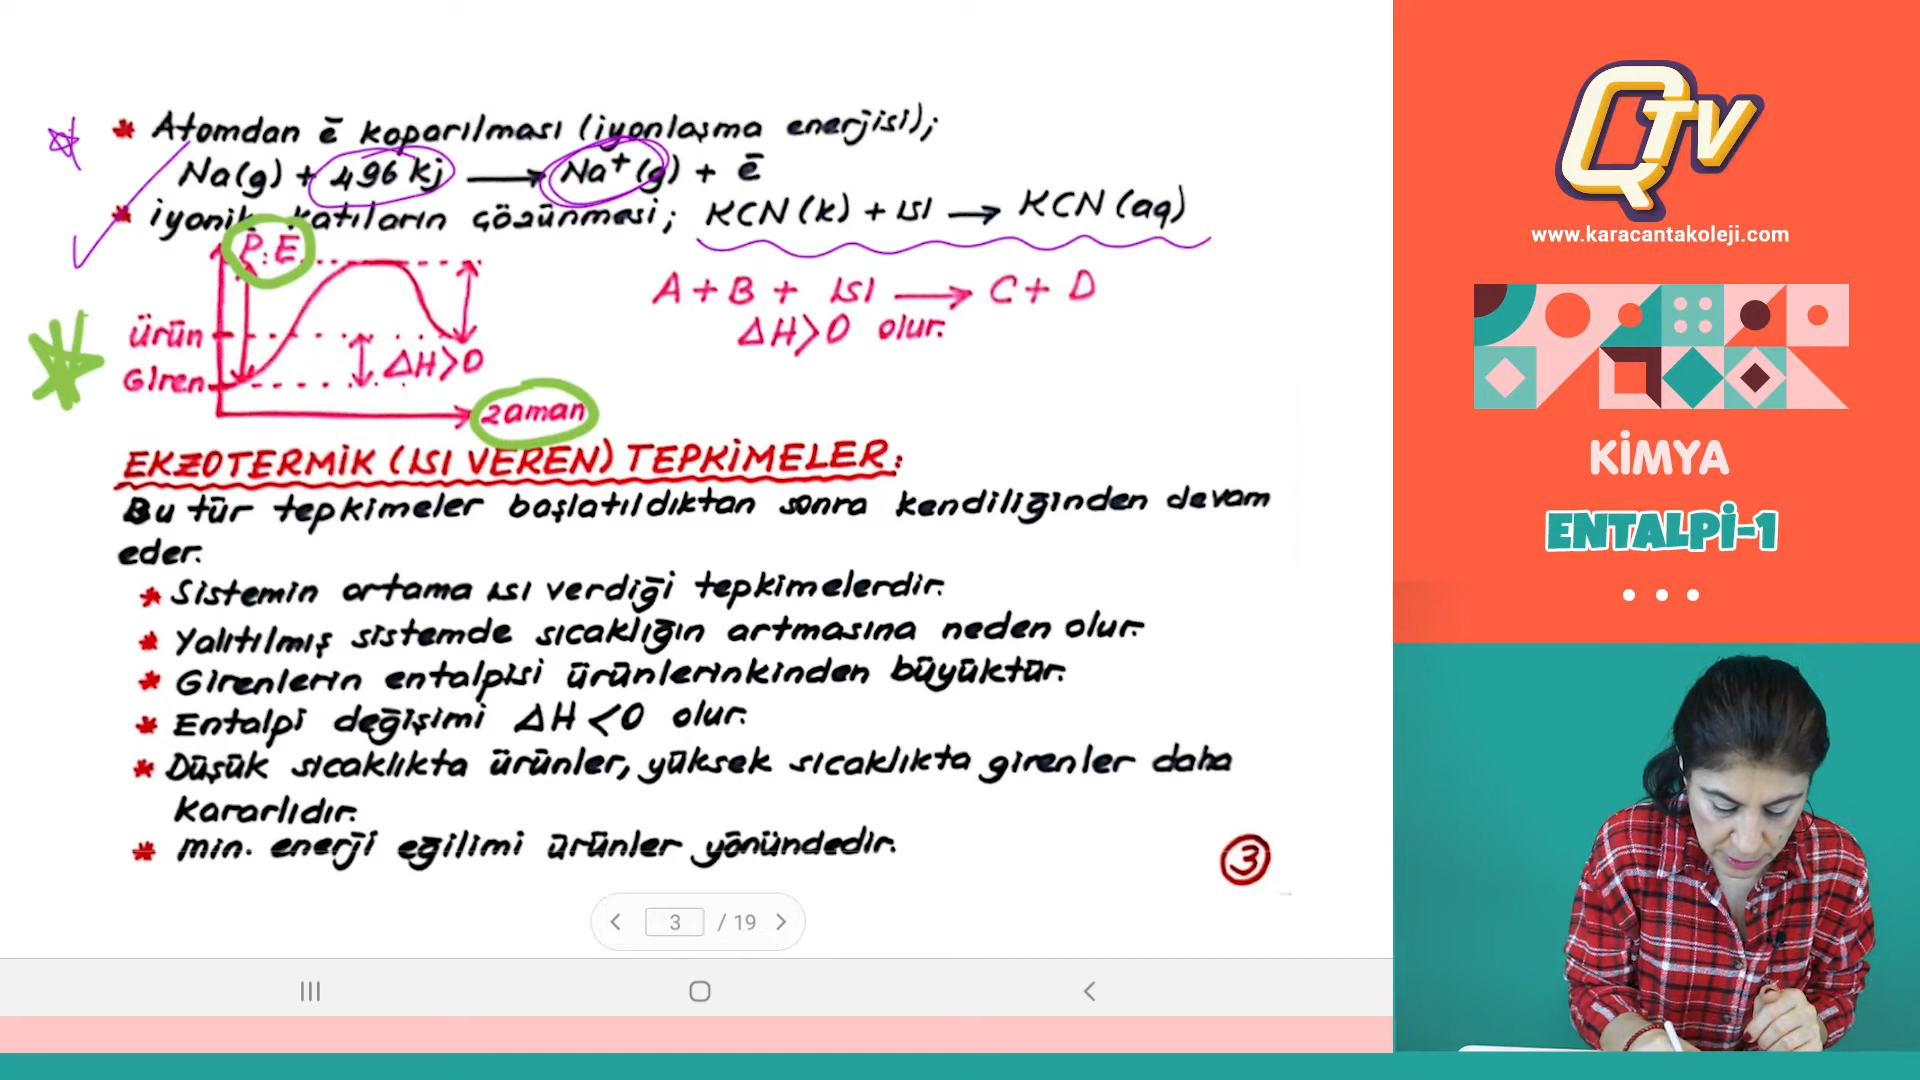 * Atomdan ē koparılması (iyonlaşma enerjisi);
Na(g) + 496 kj → Na⁺(g) + ē
* iyonik katıların çözünmesi; KCN(k) + ısı → KCN(aq)
P.E
A + B + ısı → C + D
ürün
ΔH>0 olur.
Giren
ΔH>0
zaman
EKZOTERMİK (ISI VEREN) TEPKİMELER:
Bu tür tepkimeler başlatıldıktan sonra kendiliğinden devam
eder.
* Sistemin ortama ısı verdiği tepkimelerdir.
* Yalıtılmış sistemde sıcaklığın artmasına neden olur.
* Girenlerin entalpisi ürünlerinkinden büyüktür.
* Entalpi değişimi ΔH<0 olur.
* Düşük sıcaklıkta ürünler, yüksek sıcaklıkta girenler daha
kararlıdır.
* min. enerji eğilimi ürünler yönündedir.
3
3 / 19
QTV
www.karacantakoleji.com
KİMYA
ENTALPİ-1